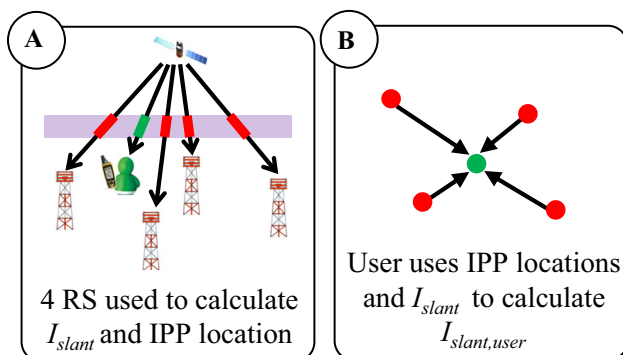 A
4 RS used to calculate
I_slant and IPP location
B
User uses IPP locations
and I_slant to calculate
I_slant,user